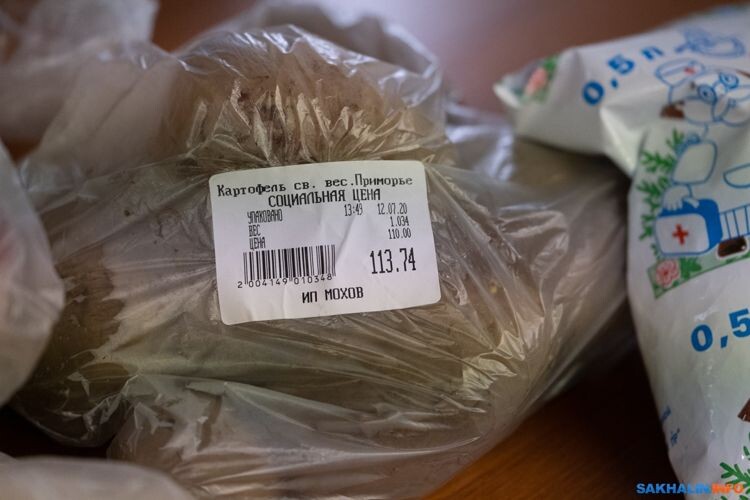 Картофель св. вес.Приморье
СОЦИАЛЬНАЯ ЦЕНА
УПАКОВАНО 13:49 12.07.20
ВЕС 1.034
ЦЕНА 110.00
113.74
2 004149 010348
ИП МОХОВ
0,5 л
0,5
SAKHALIN.INFO